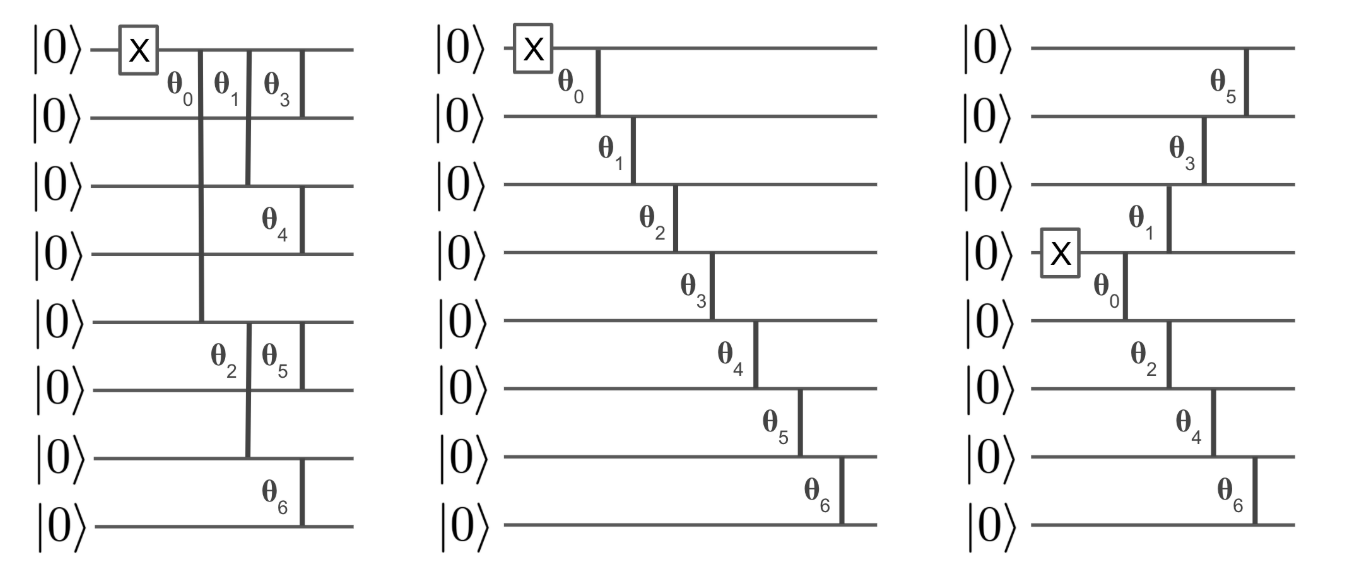 |0⟩ X |0⟩ X |0⟩
θ0 θ1 θ3 θ0 θ5
|0⟩ |0⟩ |0⟩
θ1 θ3
|0⟩ |0⟩ |0⟩
θ4 θ2 θ1
|0⟩ |0⟩ |0⟩ X
θ3 θ0
|0⟩ |0⟩ |0⟩
θ2 θ5 θ4 θ2
|0⟩ |0⟩ |0⟩
θ5 θ4
|0⟩ |0⟩ |0⟩
θ6 θ6 θ6
|0⟩ |0⟩ |0⟩